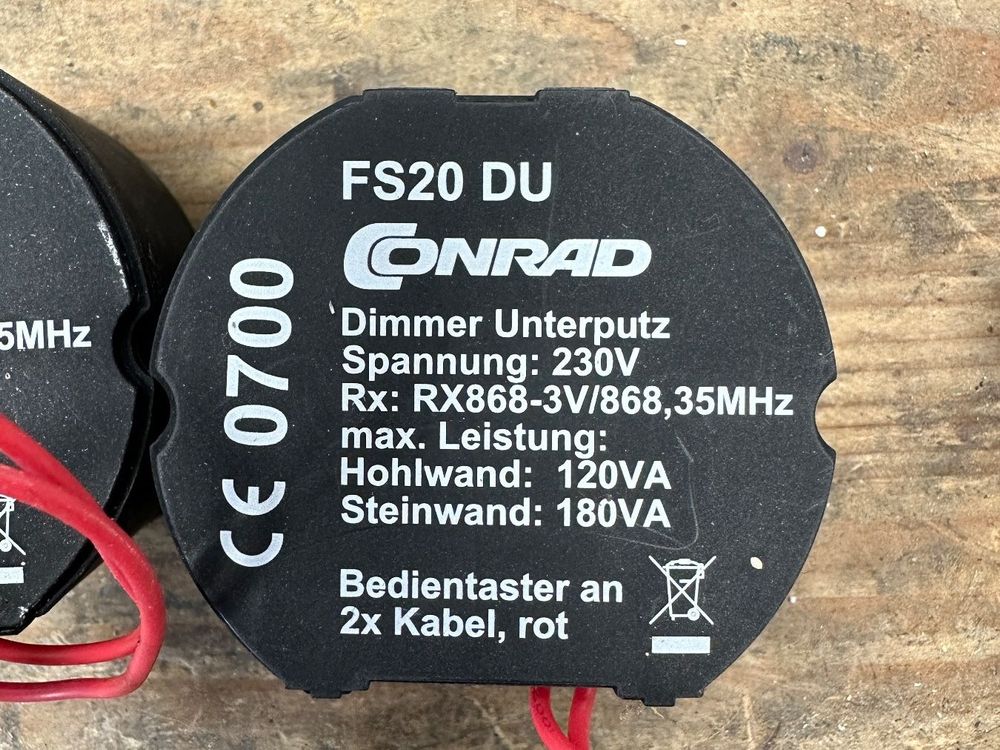 FS20 DU
CONRAD
Dimmer Unterputz
Spannung: 230V
Rx: RX868-3V/868,35MHz
max. Leistung:
Hohlwand: 120VA
Steinwand: 180VA
Bedientaster an
2x Kabel, rot
CE 0700
5MHz